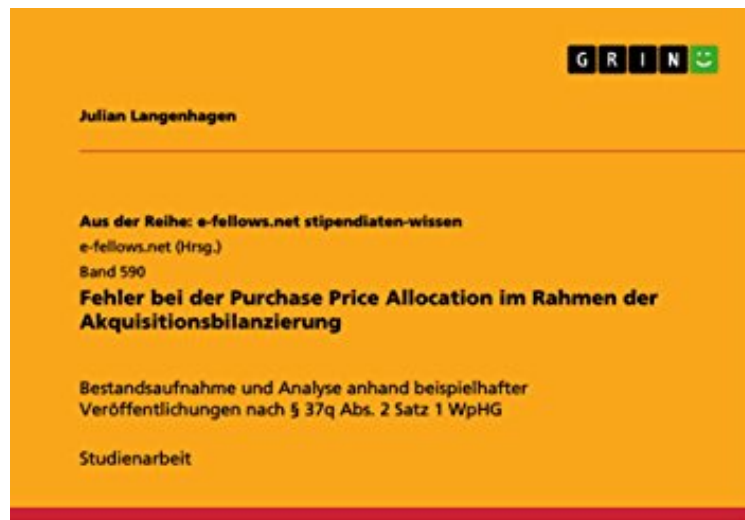 GRIN
Julian Langenhagen
Aus der Reihe: e-fellows.net stipendiaten-wissen
e-fellows.net (Hrsg.)
Band 590
Fehler bei der Purchase Price Allocation im Rahmen der
Akquisitionsbilanzierung
Bestandsaufnahme und Analyse anhand beispielhafter
Veröffentlichungen nach § 37q Abs. 2 Satz 1 WpHG
Studienarbeit